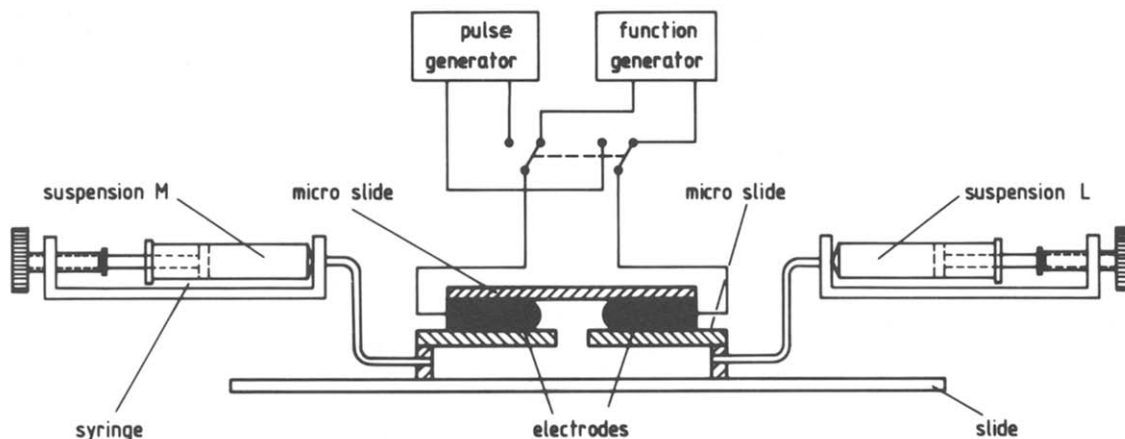 pulse
generator
function
generator
suspension M
micro slide
micro slide
suspension L
syringe
electrodes
slide